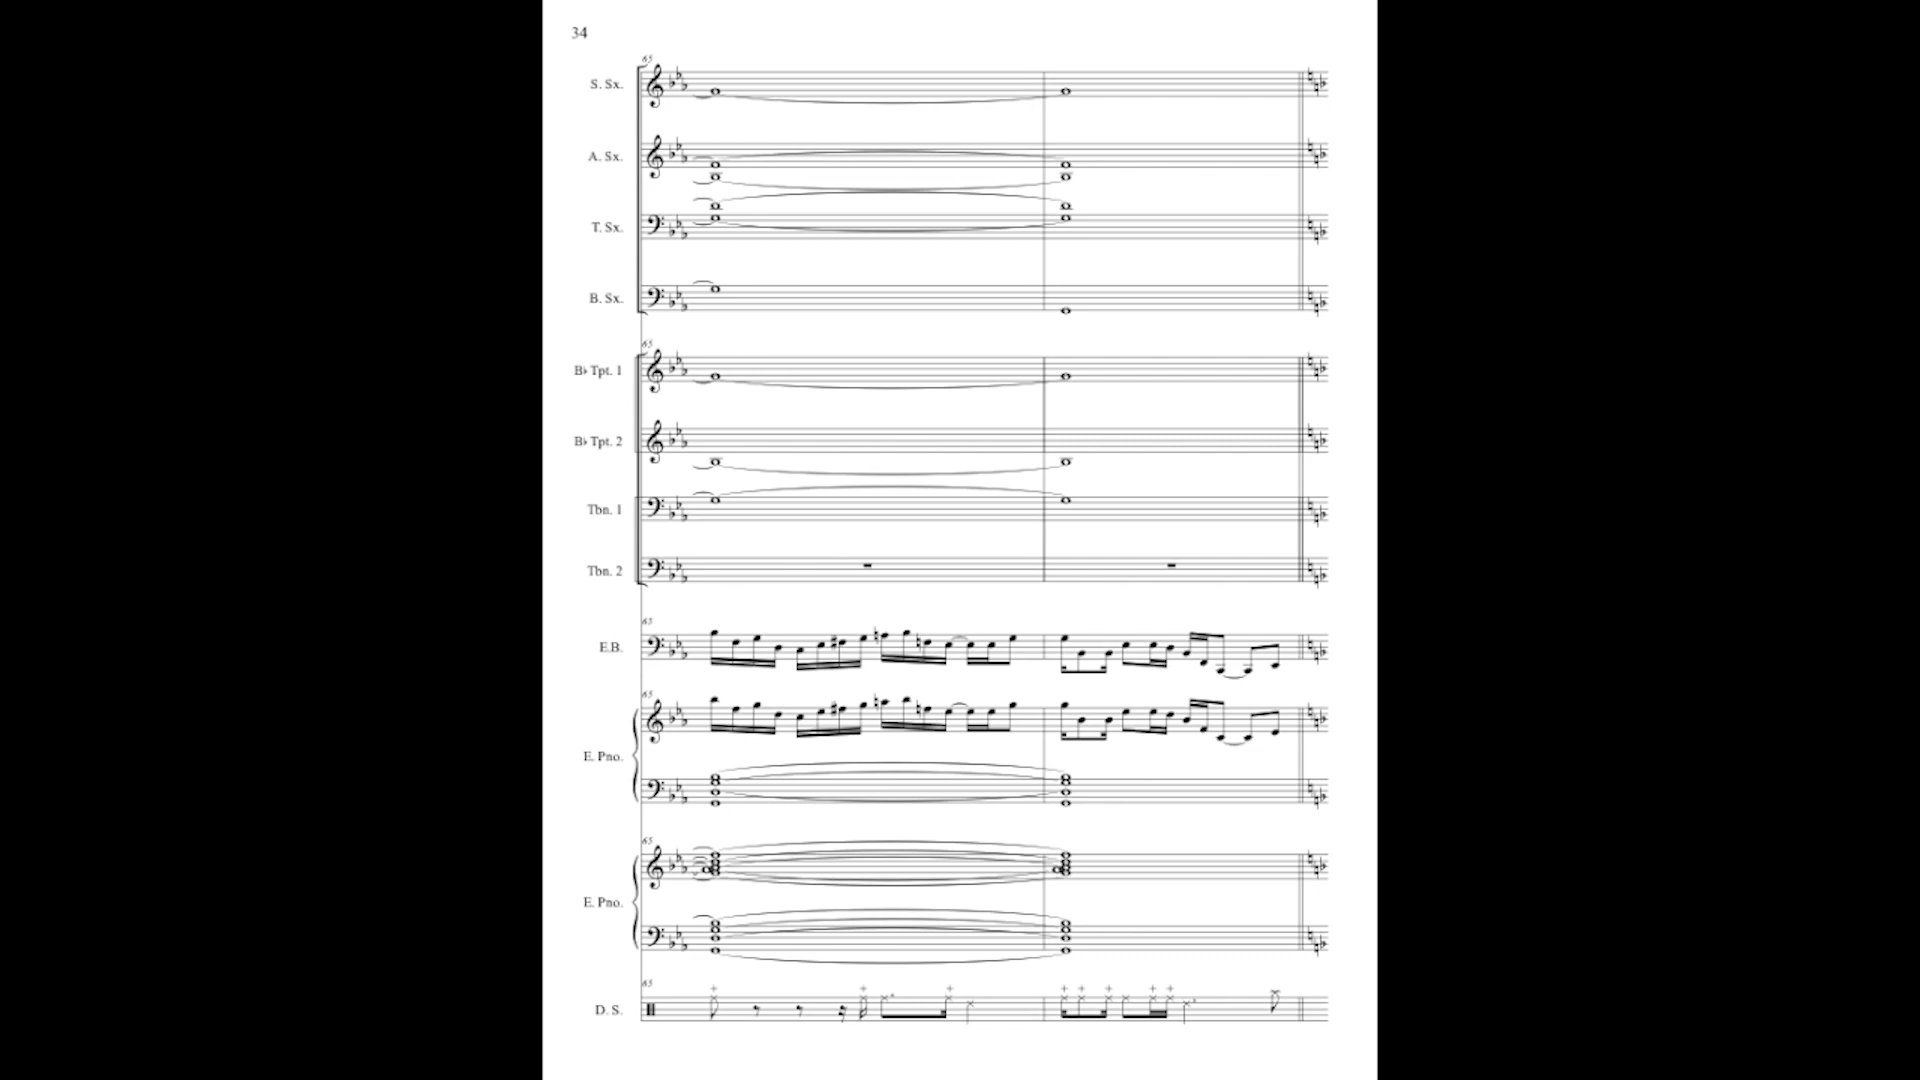 34
65
S. Sx.
A. Sx.
T. Sx.
B. Sx.
65
B♭ Tpt. 1
B♭ Tpt. 2
Tbn. 1
Tbn. 2
65
E.B.
65
E. Pno.
65
E. Pno.
65
D. S.